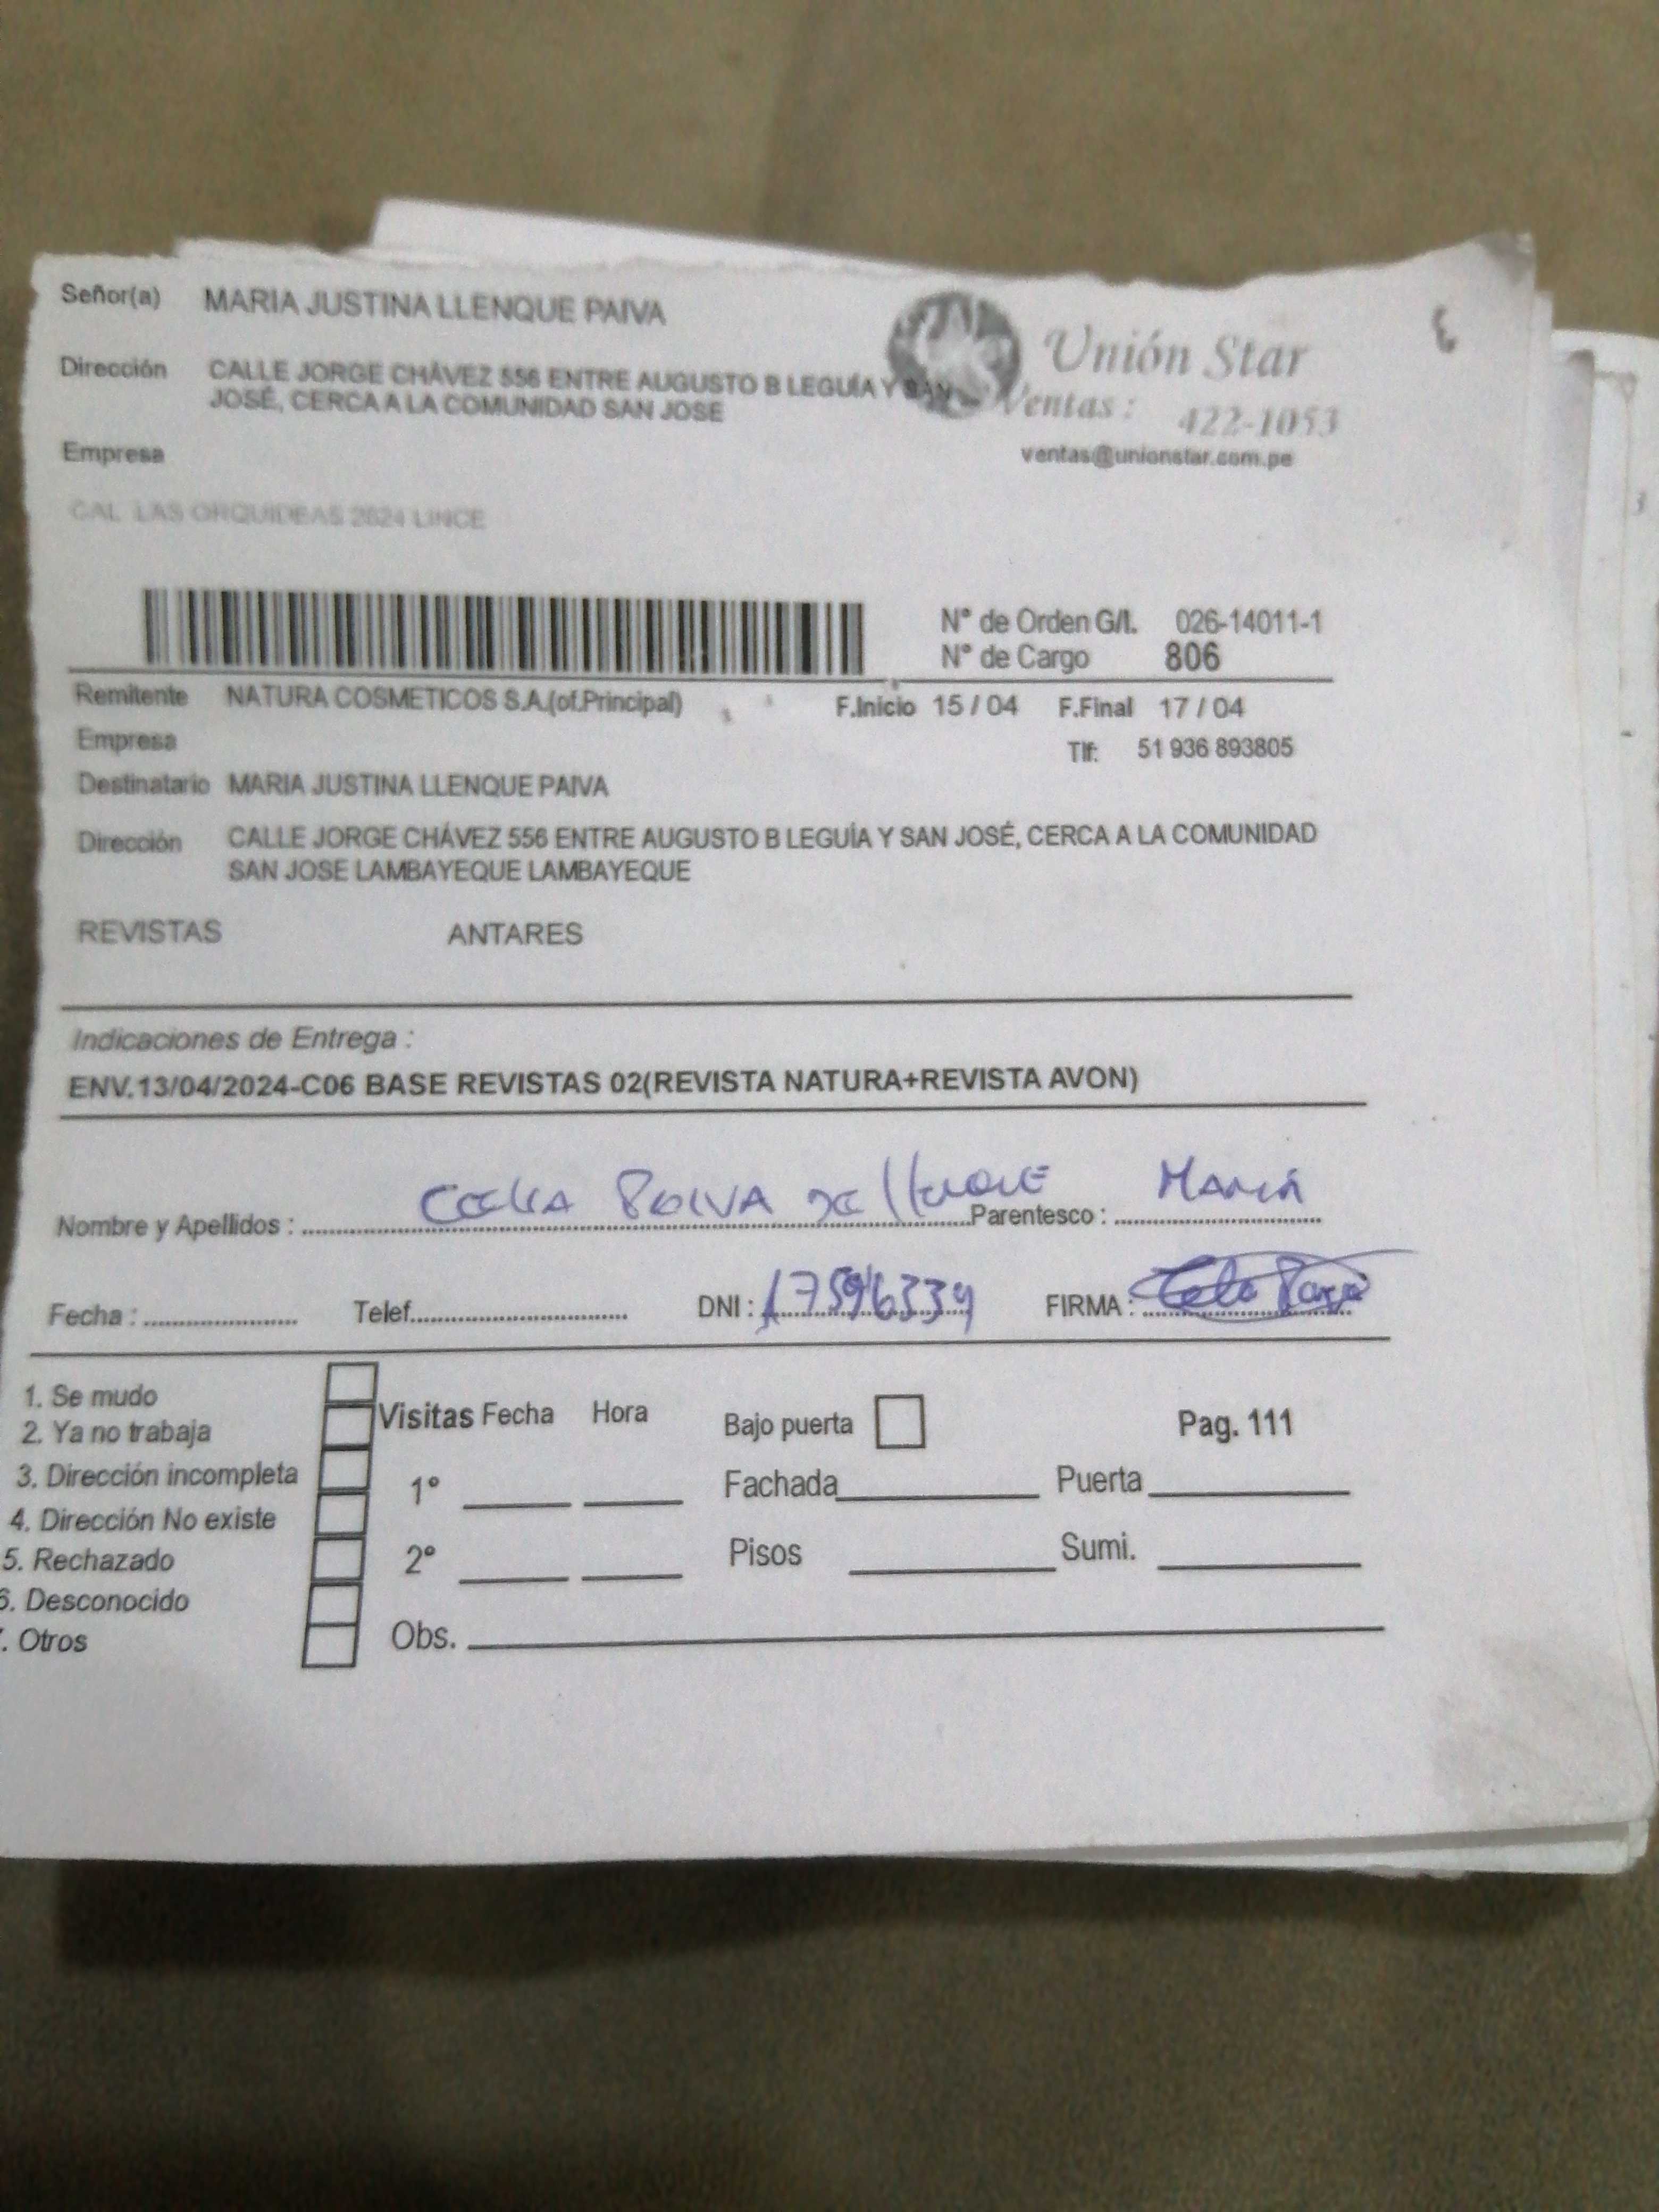 Señor(a) MARIA JUSTINA LLENQUE PAIVA
Dirección CALLE JORGE CHÁVEZ 556 ENTRE AUGUSTO B LEGUÍA Y SAN
JOSÉ, CERCA A LA COMUNIDAD SAN JOSE
Unión Star
Ventas : 422-1053
ventas@unionstar.com.pe
Empresa
CAL LAS ORQUIDEAS 2624 LINCE
N° de Orden G/I. 026-14011-1
N° de Cargo 806
Remitente NATURA COSMETICOS S.A.(of.Principal) F.Inicio 15 / 04 F.Final 17 / 04
Empresa Tlf: 51 936 893805
Destinatario MARIA JUSTINA LLENQUE PAIVA
Dirección CALLE JORGE CHÁVEZ 556 ENTRE AUGUSTO B LEGUÍA Y SAN JOSÉ, CERCA A LA COMUNIDAD
SAN JOSE LAMBAYEQUE LAMBAYEQUE
REVISTAS ANTARES
Indicaciones de Entrega :
ENV.13/04/2024-C06 BASE REVISTAS 02(REVISTA NATURA+REVISTA AVON)
Nombre y Apellidos : PAIVA Parentesco :
Fecha : Telef. DNI : FIRMA :
1. Se mudo
2. Ya no trabaja
3. Dirección incompleta
4. Dirección No existe
5. Rechazado
6. Desconocido
. Otros
Visitas Fecha Hora Bajo puerta Pag. 111
1° Fachada Puerta
2° Pisos Sumi.
Obs.